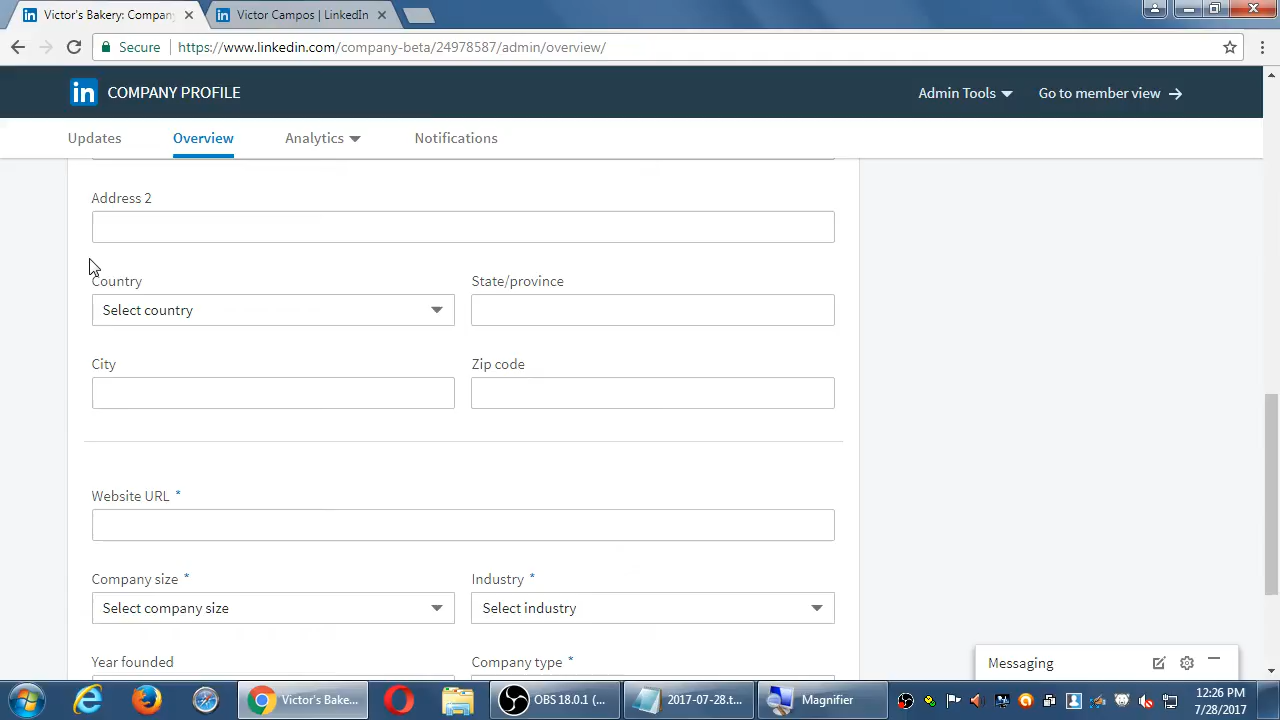 Victor's Bakery: Company
Victor Campos | LinkedIn
Secure
https://www.linkedin.com/company-beta/24978587/admin/overview/
in COMPANY PROFILE
Admin Tools
Go to member view
Updates
Overview
Analytics
Notifications
Address 2
Country
State/province
Select country
City
Zip code
Website URL *
Company size *
Industry *
Select company size
Select industry
Year founded
Company type *
Messaging
Victor's Bake...
OBS 18.0.1 (...
2017-07-28.t...
Magnifier
12:26 PM
7/28/2017